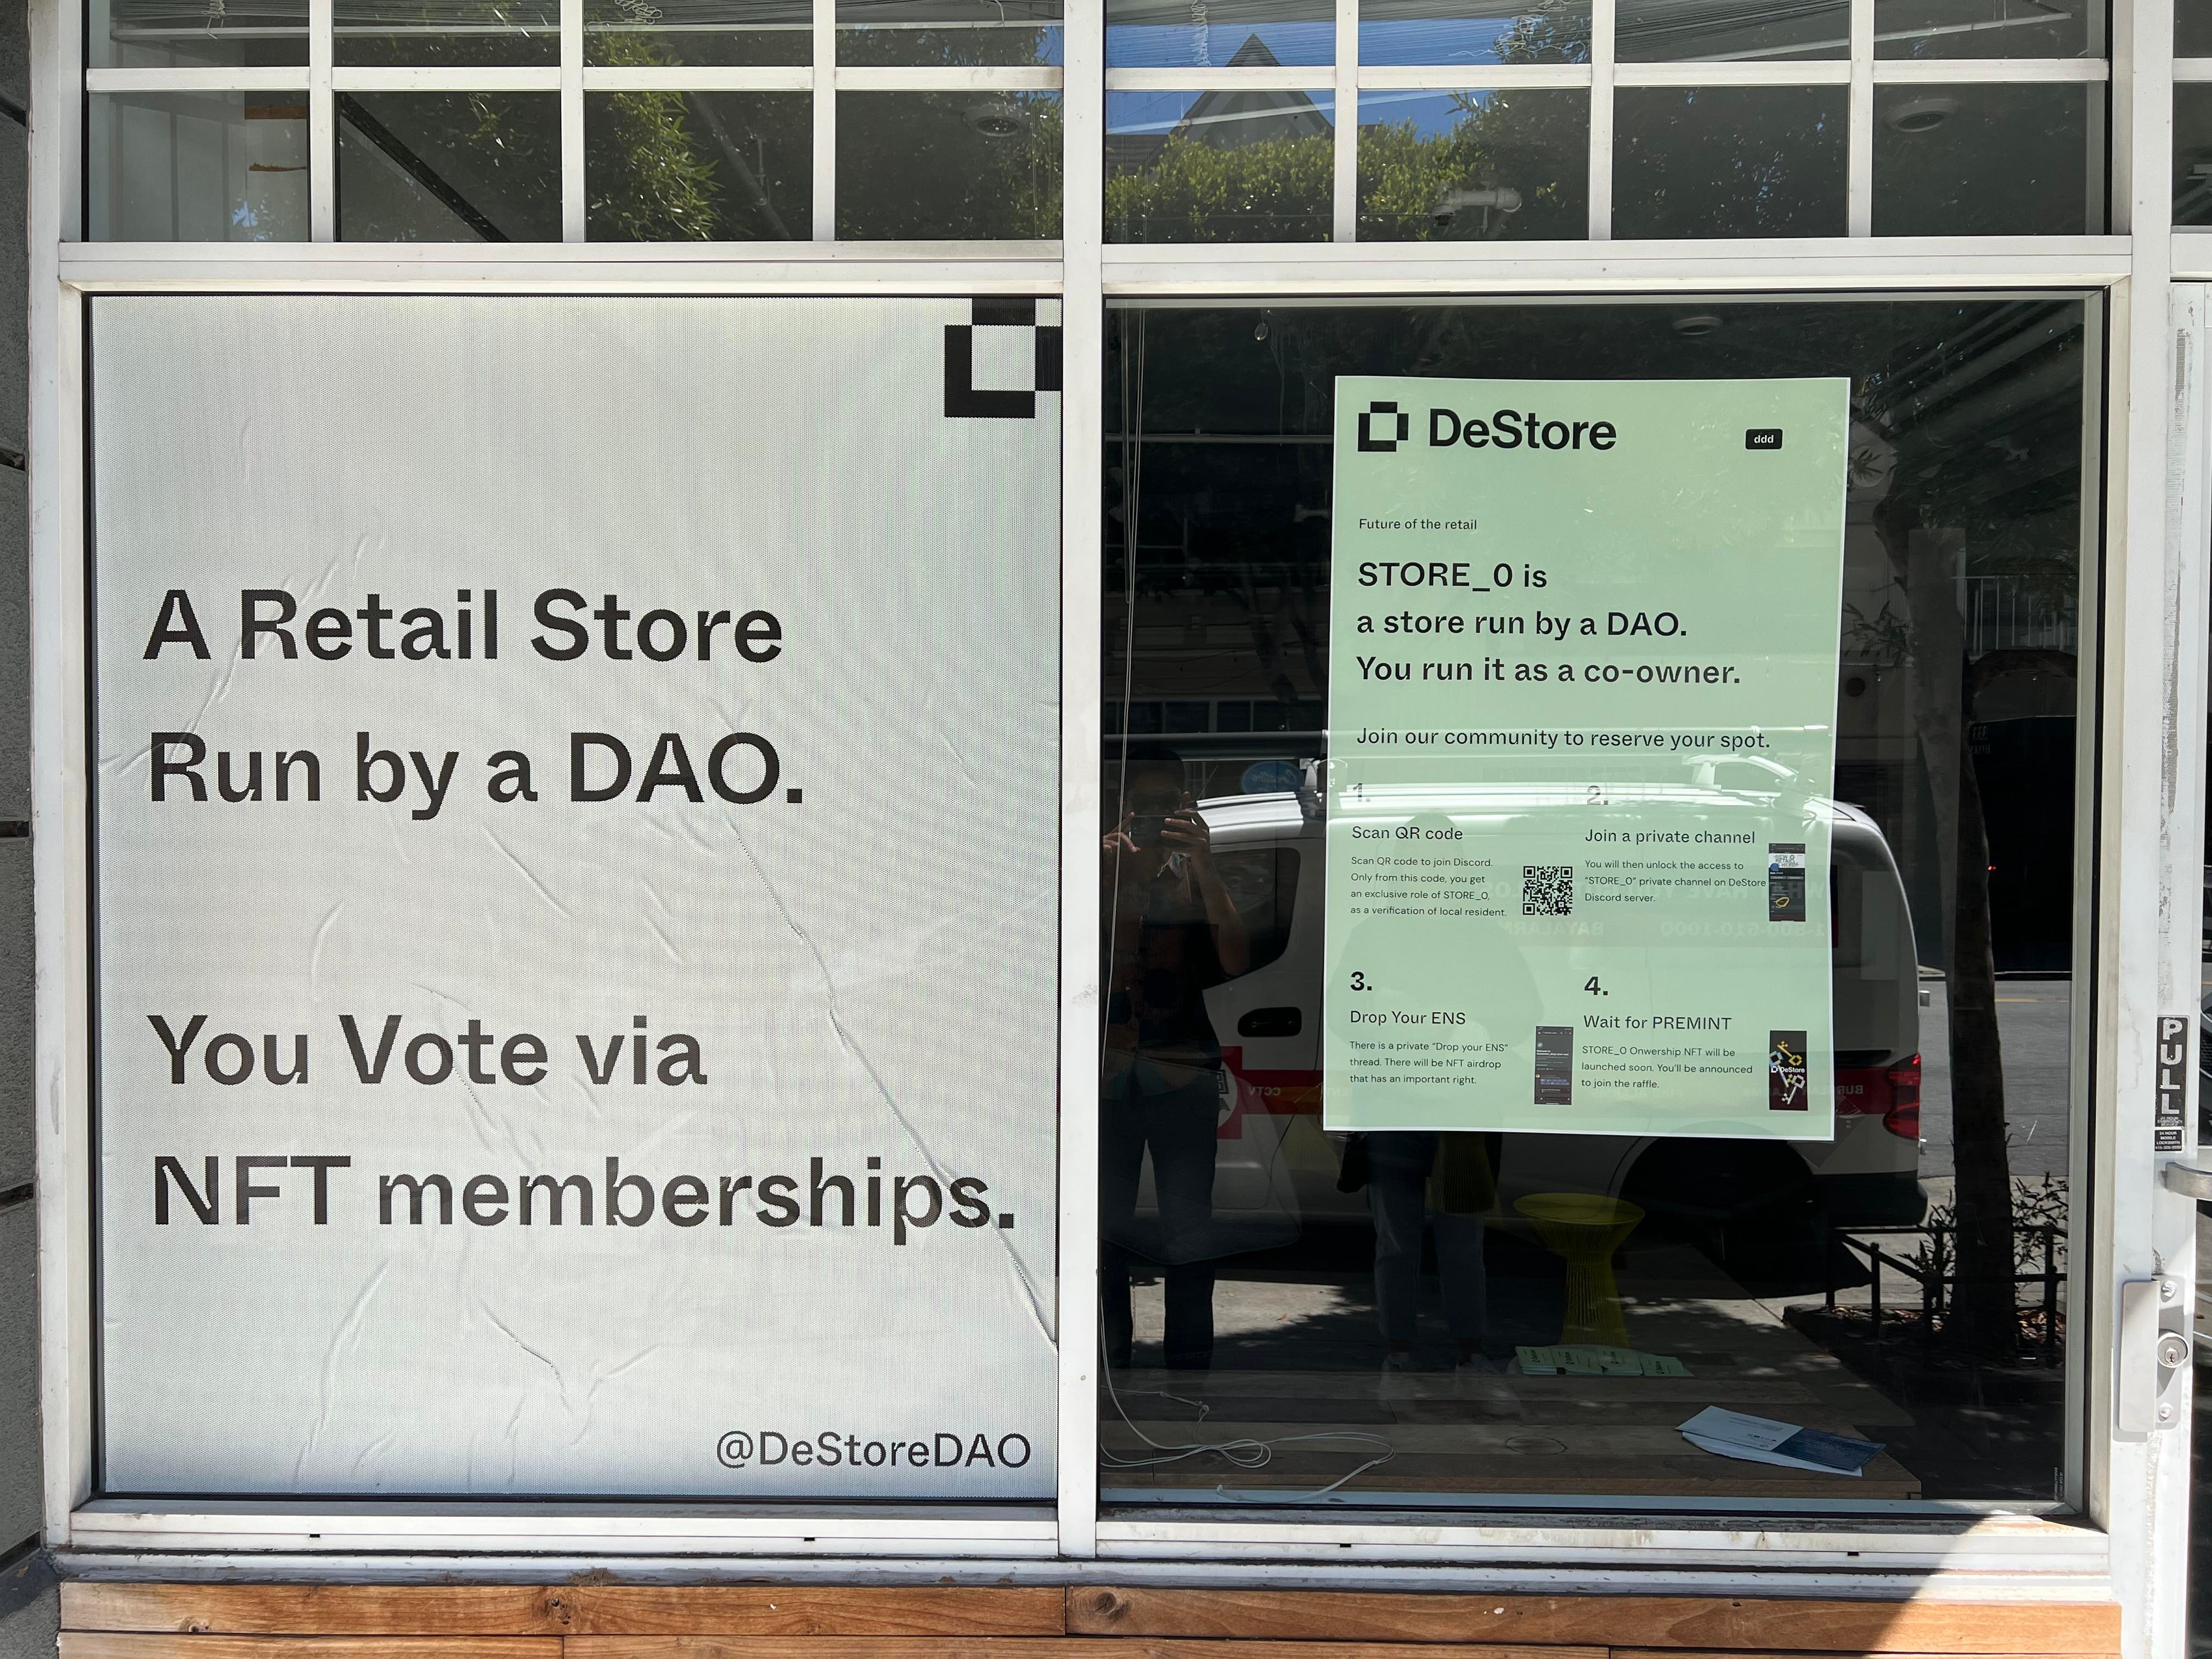 A Retail Store
Run by a DAO.
You Vote via
NFT memberships.
@DeStoreDAO
DeStore
ddd
Future of the retail
STORE_0 is
a store run by a DAO.
You run it as a co-owner.
Join our community to reserve your spot.
1.
Scan QR code
Scan QR code to join Discord.
Only from this code, you get
an exclusive role of STORE_0,
as a verification of local resident.
2.
Join a private channel
You will then unlock the access to
"STORE_0" private channel on DeStore
Discord server.
3.
Drop Your ENS
There is a private "Drop your ENS"
thread. There will be NFT airdrop
that has an important right.
4.
Wait for PREMINT
STORE_0 Onwership NFT will be
launched soon. You'll be announced
to join the raffle.
DeStore
PULL